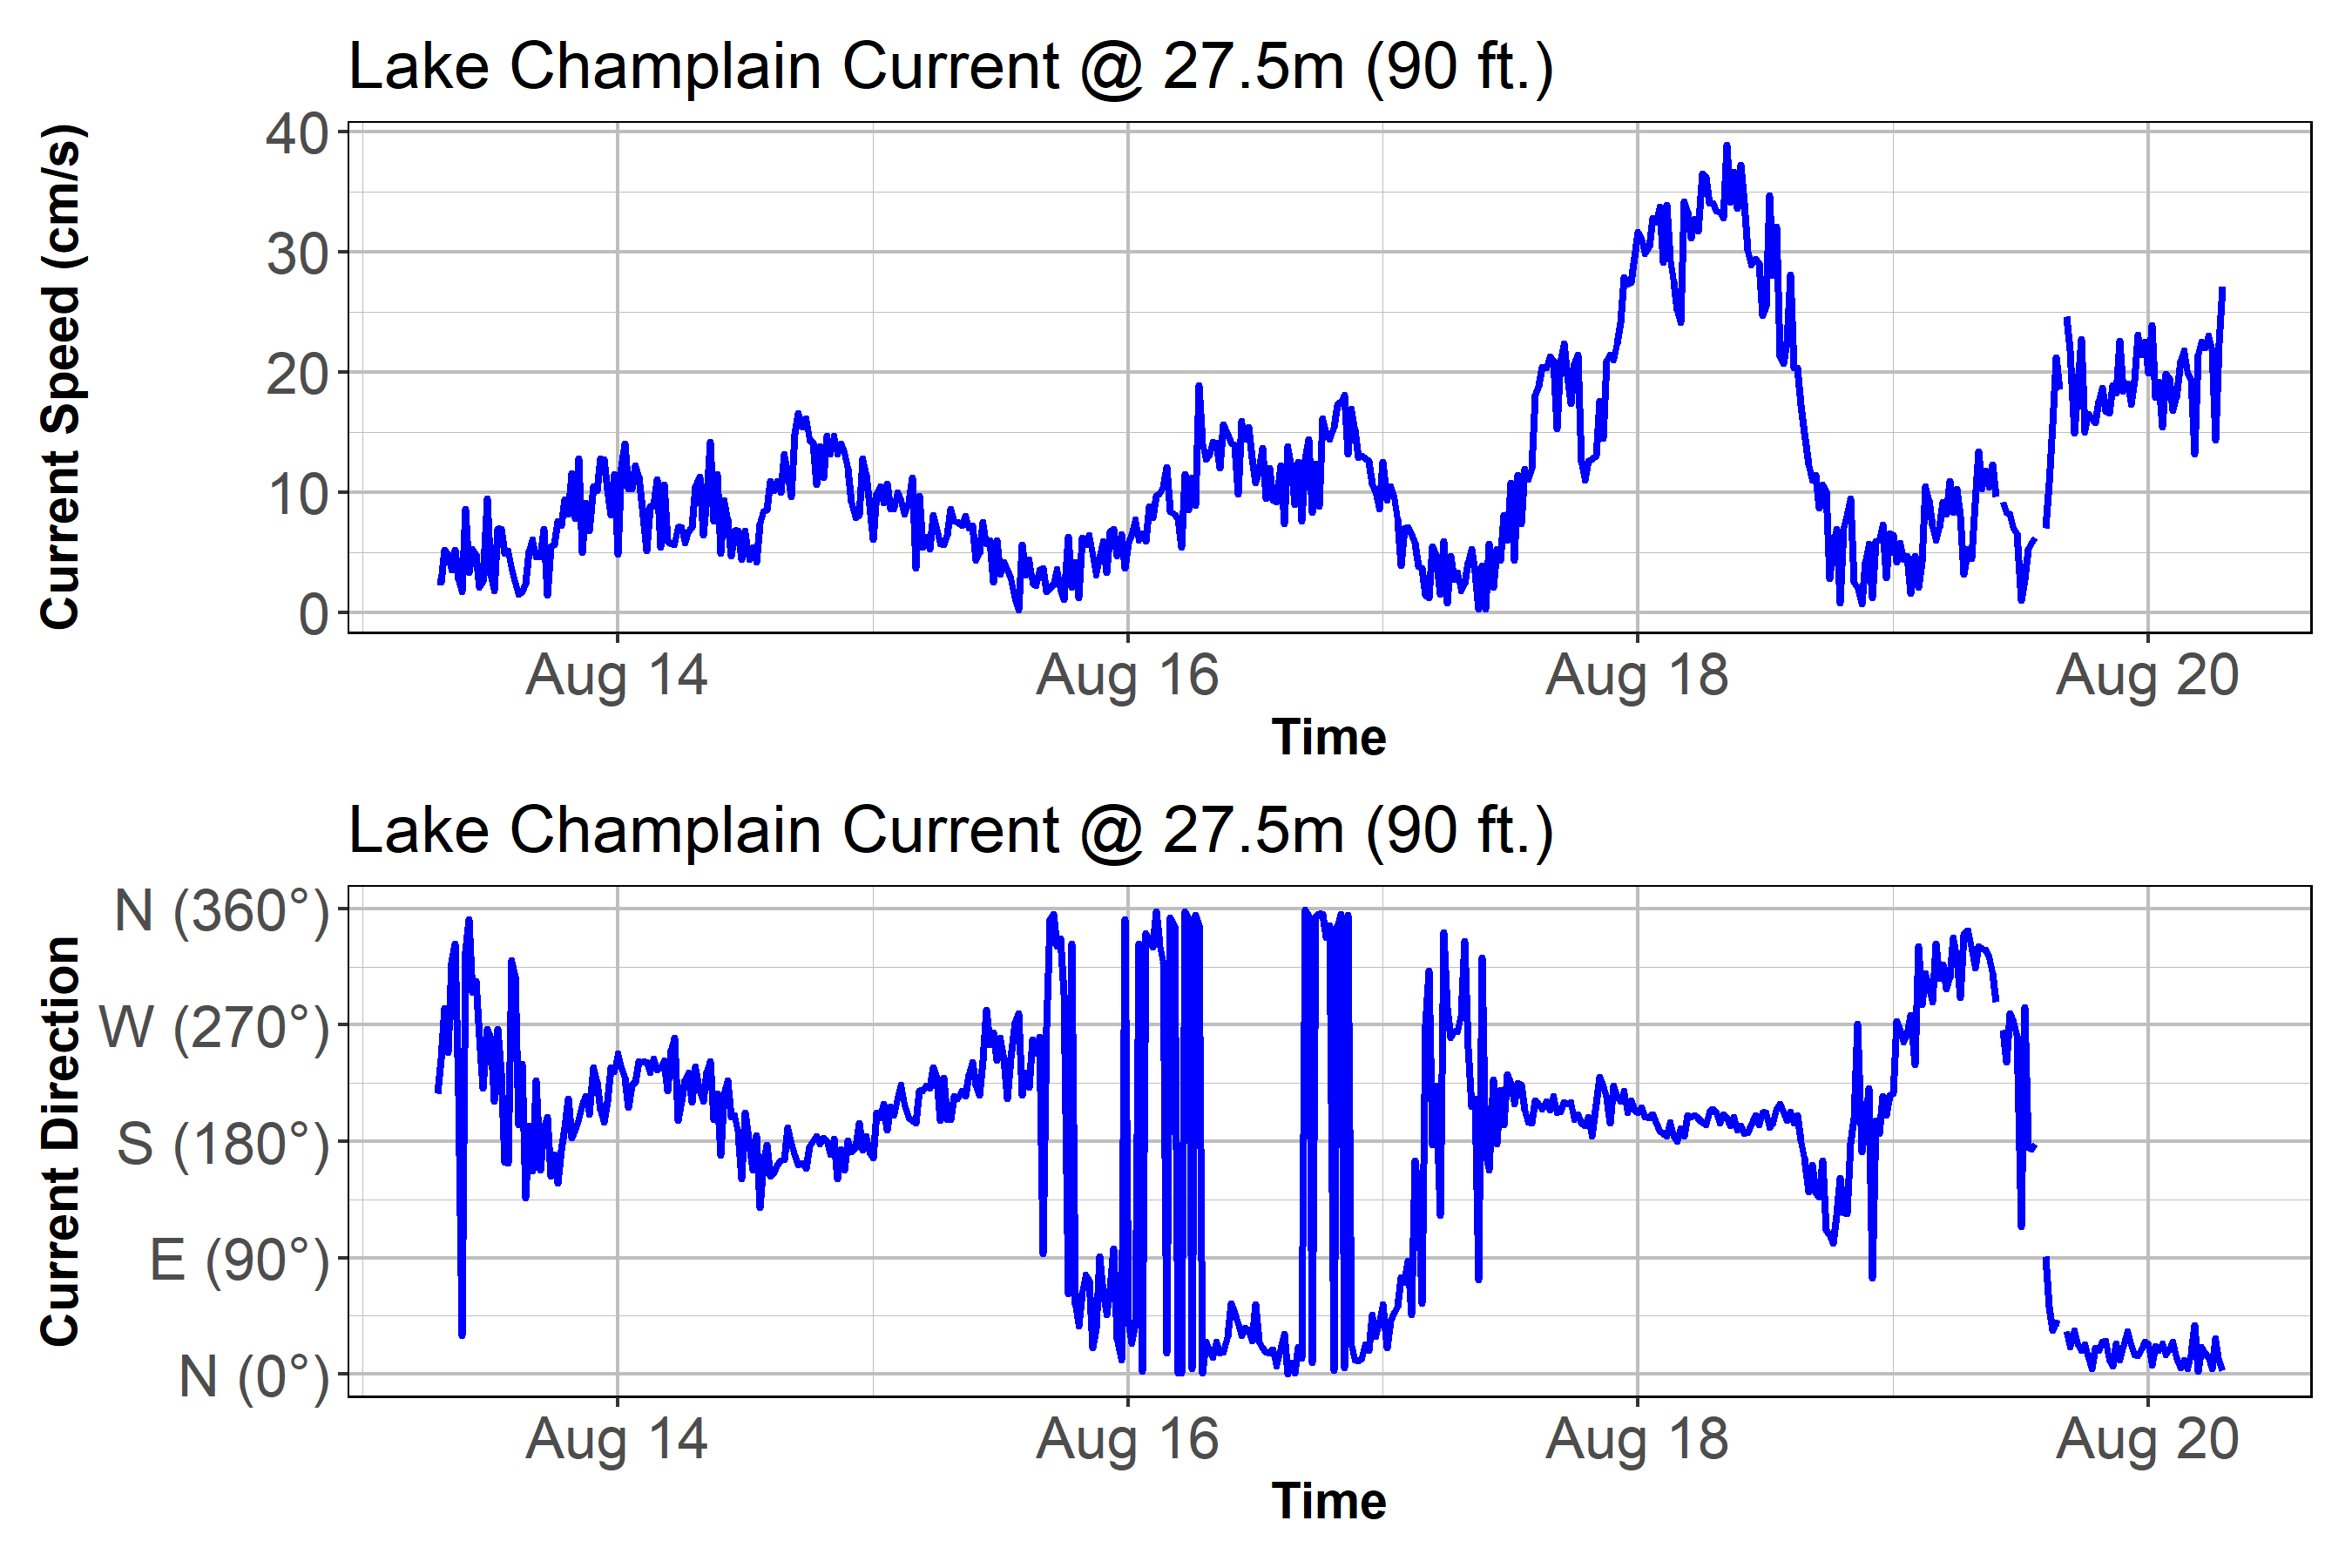 Lake Champlain Current @ 27.5m (90 ft.)
Current Speed (cm/s)
40
30
20
10
0
Aug 14 Aug 16 Aug 18 Aug 20
Time
Lake Champlain Current @ 27.5m (90 ft.)
Current Direction
N (360°)
W (270°)
S (180°)
E (90°)
N (0°)
Aug 14 Aug 16 Aug 18 Aug 20
Time